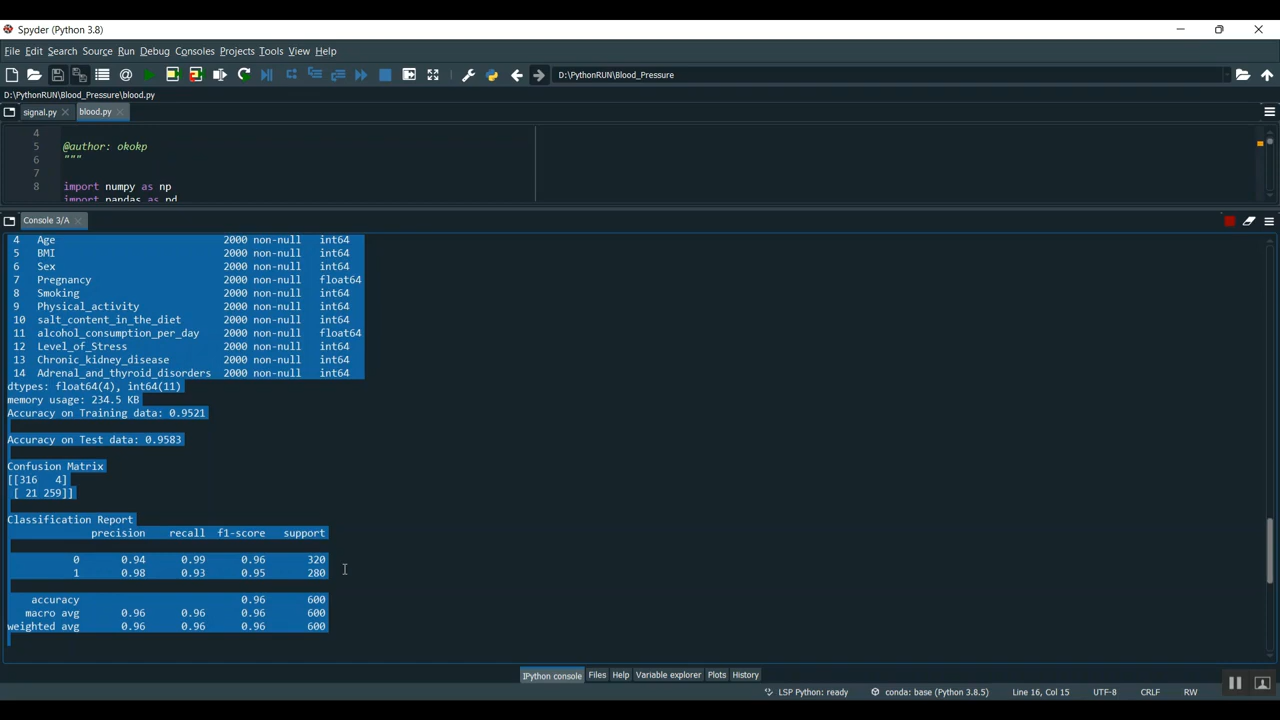 Spyder (Python 3.8)
File Edit Search Source Run Debug Consoles Projects Tools View Help
D:\PythonRUN\Blood_Pressure
D:\PythonRUN\Blood_Pressure\blood.py
signal.py blood.py
4
5 @author: okokp
6 """
7
8 import numpy as np
import pandas as pd
Console 3/A
4 Age 2000 non-null int64
5 BMI 2000 non-null int64
6 Sex 2000 non-null int64
7 Pregnancy 2000 non-null float64
8 Smoking 2000 non-null int64
9 Physical_activity 2000 non-null int64
10 salt_content_in_the_diet 2000 non-null int64
11 alcohol_consumption_per_day 2000 non-null float64
12 Level_of_Stress 2000 non-null int64
13 Chronic_kidney_disease 2000 non-null int64
14 Adrenal_and_thyroid_disorders 2000 non-null int64
dtypes: float64(4), int64(11)
memory usage: 234.5 KB
Accuracy on Training data: 0.9521
Accuracy on Test data: 0.9583
Confusion Matrix
[[316 4]
[ 21 259]]
Classification Report
precision recall f1-score support
0 0.94 0.99 0.96 320
1 0.98 0.93 0.95 280
accuracy 0.96 600
macro avg 0.96 0.96 0.96 600
weighted avg 0.96 0.96 0.96 600
IPython console Files Help Variable explorer Plots History
LSP Python: ready conda: base (Python 3.8.5) Line 16, Col 15 UTF-8 CRLF RW